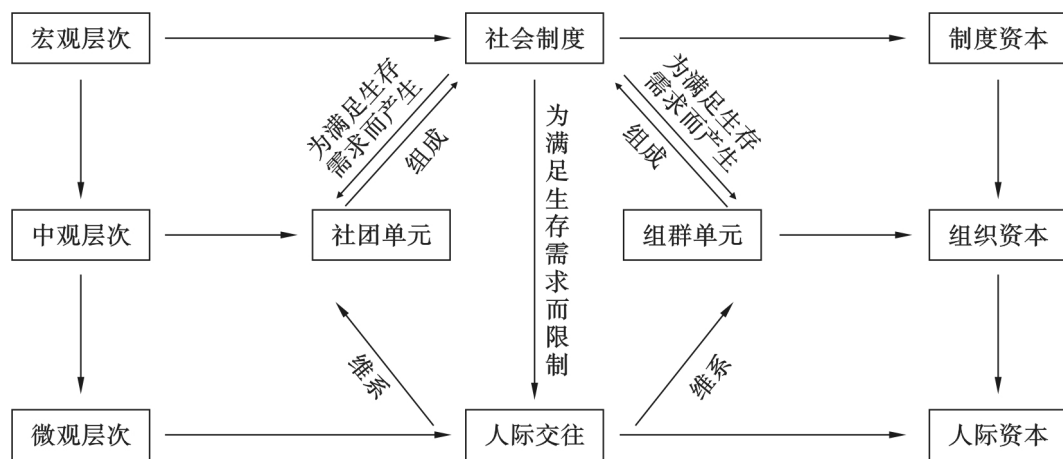 宏观层次
社会制度
制度资本
为满足生存
需求而产生
组成
为满足生存需求而限制
为满足生存
需求而产生
组成
中观层次
社团单元
组群单元
组织资本
维系
维系
微观层次
人际交往
人际资本